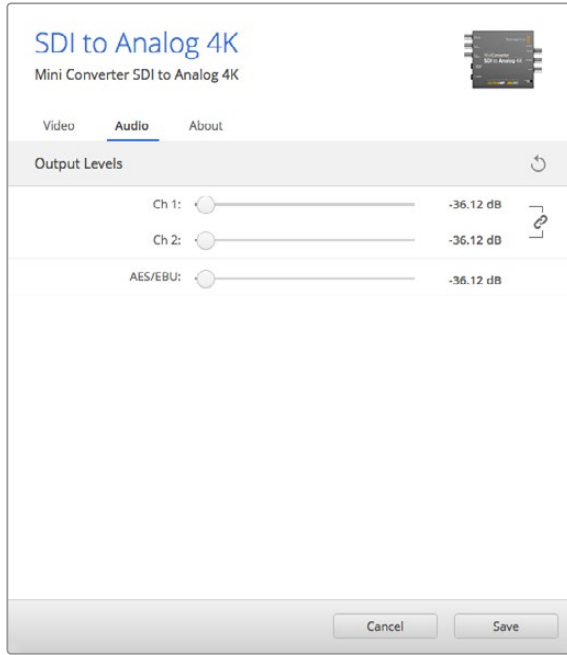 SDI to Analog 4K
Mini Converter SDI to Analog 4K
Video Audio About
Output Levels
Ch 1: -36.12 dB
Ch 2: -36.12 dB
AES/EBU: -36.12 dB
Cancel Save